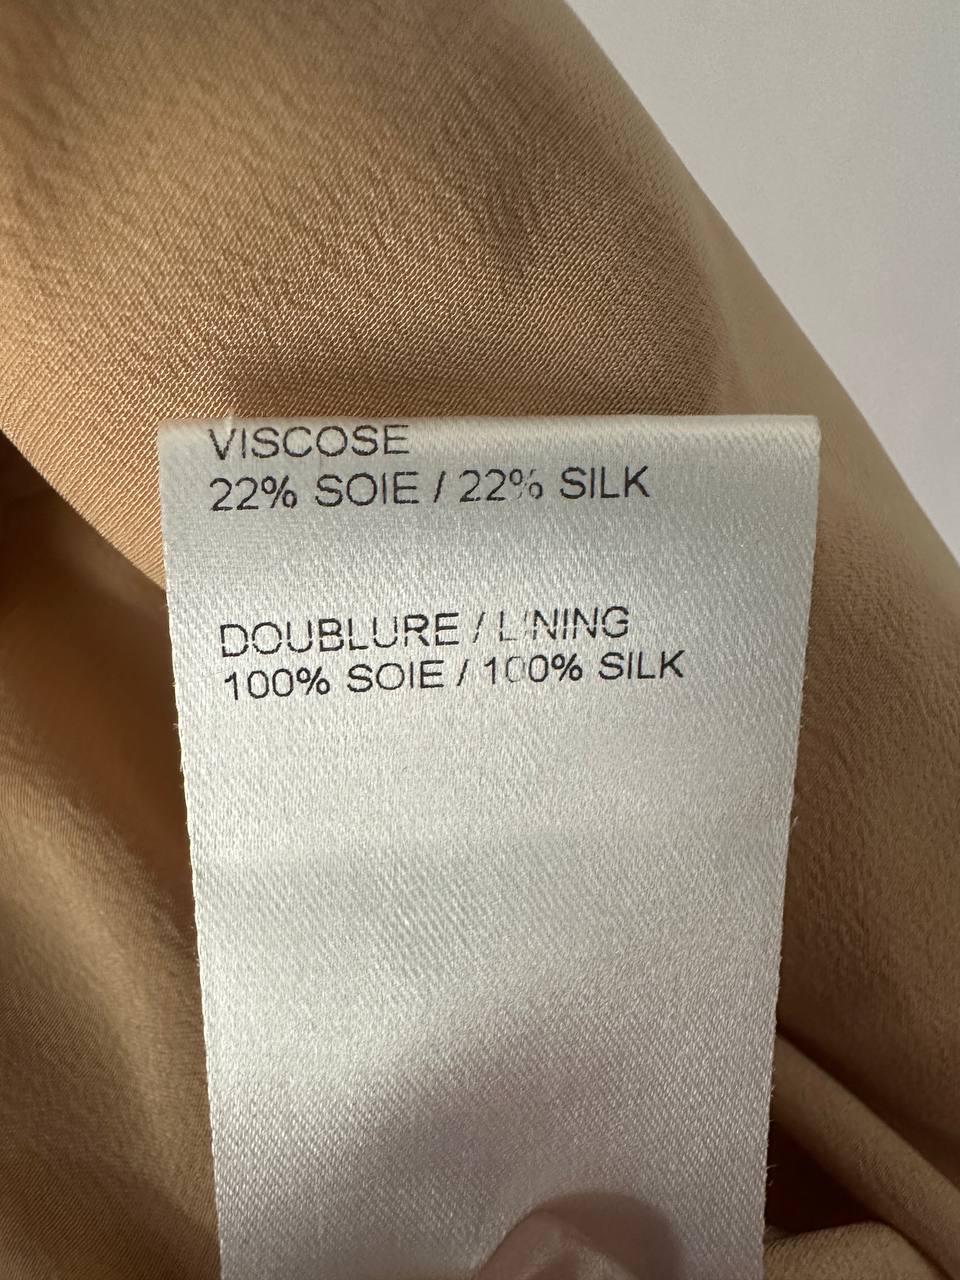 VISCOSE
22% SOIE / 22% SILK
DOUBLURE / LINING
100% SOIE / 100% SILK